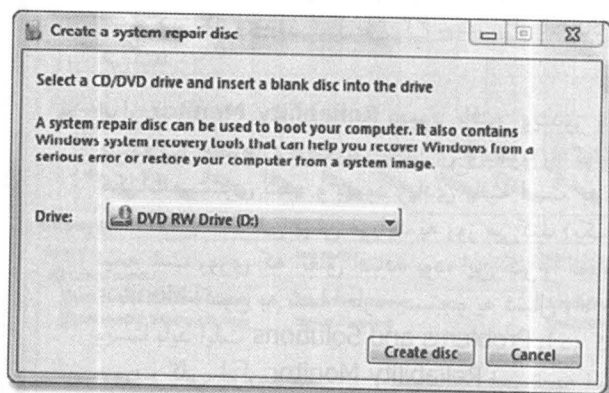 Create a system repair disc
Select a CD/DVD drive and insert a blank disc into the drive
A system repair disc can be used to boot your computer. It also contains
Windows system recovery tools that can help you recover Windows from a
serious error or restore your computer from a system image.
Drive:
DVD RW Drive (D:)
Create disc
Cancel